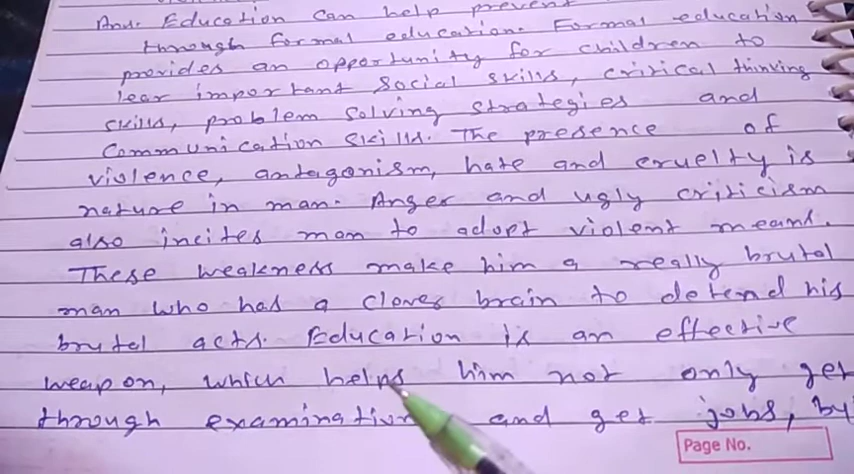 Ans. Education can help prevent
through formal education. Formal education
provides an opportunity for children to
lear important social skills, critical thinking
skills, problem solving strategies and
communication skills. The presence of
violence, antagonism, hate and cruelty is
nature in man. Anger and ugly criticism
also incites man to adopt violent means.
These weakness make him a really brutal
man who has a clever brain to defend his
brutal acts. Education is an effective
weapon, which helps him not only get
through examination and get jobs, by
Page No.